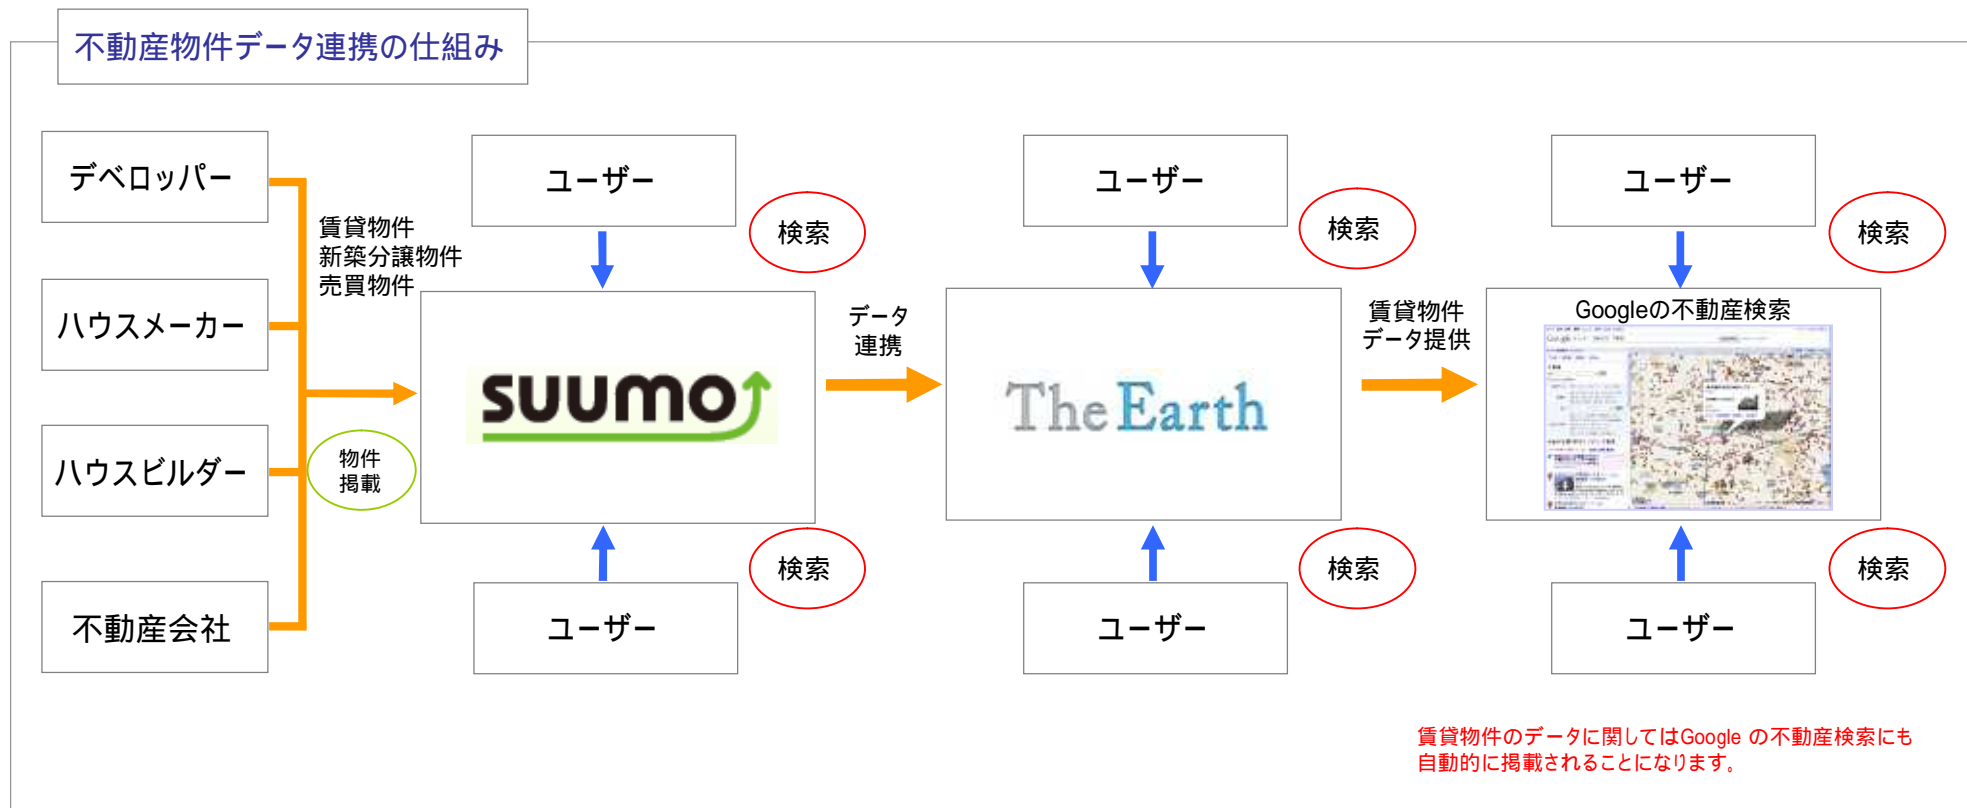 不動産物件データ連携の仕組み
デベロッパー
ハウスメーカー
ハウスビルダー
不動産会社
賃貸物件
新築分譲物件
売買物件
物件
掲載
ユーザー
検索
suumo
検索
ユーザー
データ
連携
ユーザー
検索
The Earth
検索
ユーザー
賃貸物件
データ提供
ユーザー
検索
Googleの不動産検索
検索
ユーザー
賃貸物件のデータに関してはGoogle の不動産検索にも
自動的に掲載されることになります。